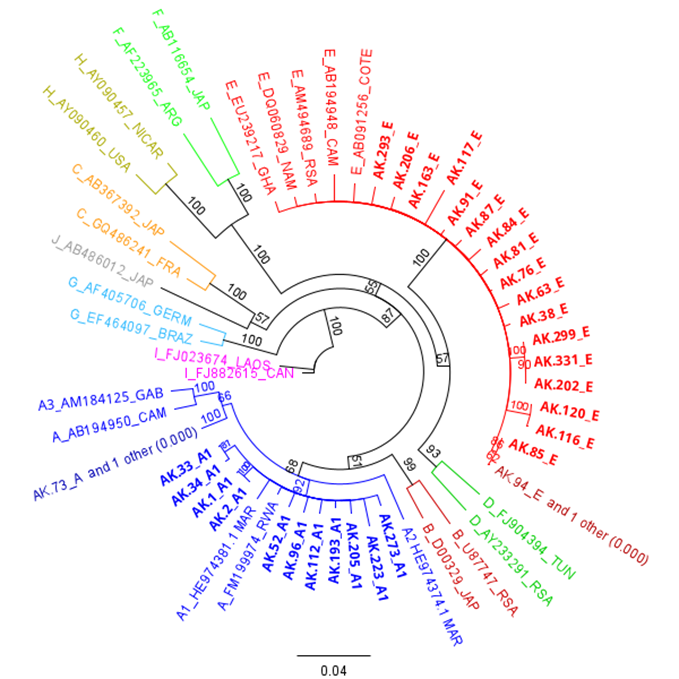 F_AB116654_JAP
F_AF223965_ARG
H_AY090457_NICAR
H_AY090460_USA
C_AB367392_JAP
C_GQ486241_FRA
J_AB486012_JAP
G_AF405706_GERM
G_EF464097_BRAZ
I_FJ023674_LAOS
I_FJ882615_CAN
A3_AM184125_GAB
A_AB194950_CAM
AK.73_A and 1 other (0.000)
AK.33_A1
AK.34_A1
AK.1_A1
AK.2_A1
A1_HE974381.1 MAR
A_FM199974_RWA
AK.52_A1
AK.96_A1
AK.112_A1
AK.193_A1
AK.205_A1
AK.223_A1
AK.273_A1
A2 HE974374.1 MAR
B_D00329_JAP
B_U87747_RSA
D_AY233291_RSA
D_FJ904394_TUN
AK.94_E and 1 other (0.000)
AK.85_E
AK.116_E
AK.120_E
AK.202_E
AK.331_E
AK.299_E
AK.38_E
AK.63_E
AK.76_E
AK.81_E
AK.84_E
AK.87_E
AK.91_E
AK.117_E
AK.163_E
AK.206_E
AK.293_E
E_AB091256_COTE
E_AB194948_CAM
E_AM494689_RSA
E_DQ060829_NAM
E_EU239217_GHA
100
100
100
100
57
100
100
87
55
100
57
93
99
51
68
92
100
66
100
100
100
90
100
0.04